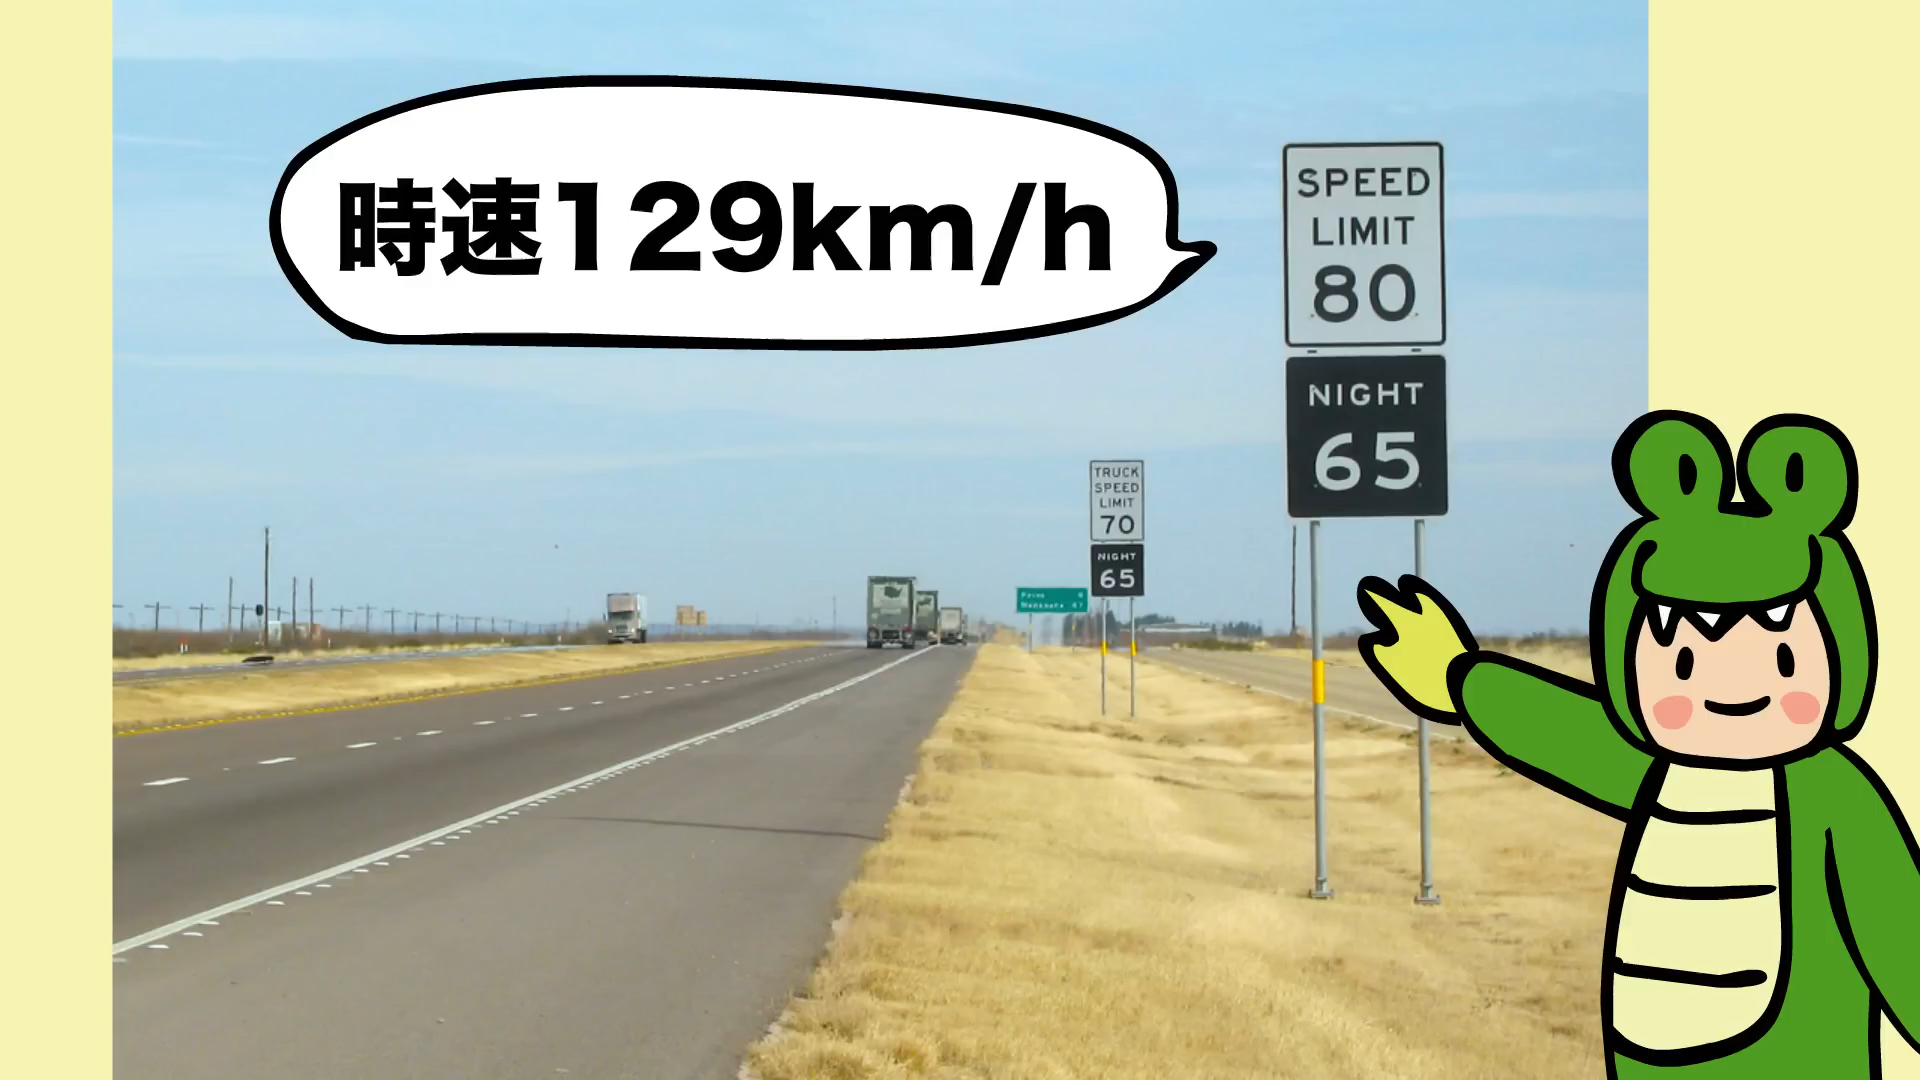 時速129km/h
SPEED
LIMIT
80
NIGHT
65
TRUCK
SPEED
LIMIT
70
NIGHT
65